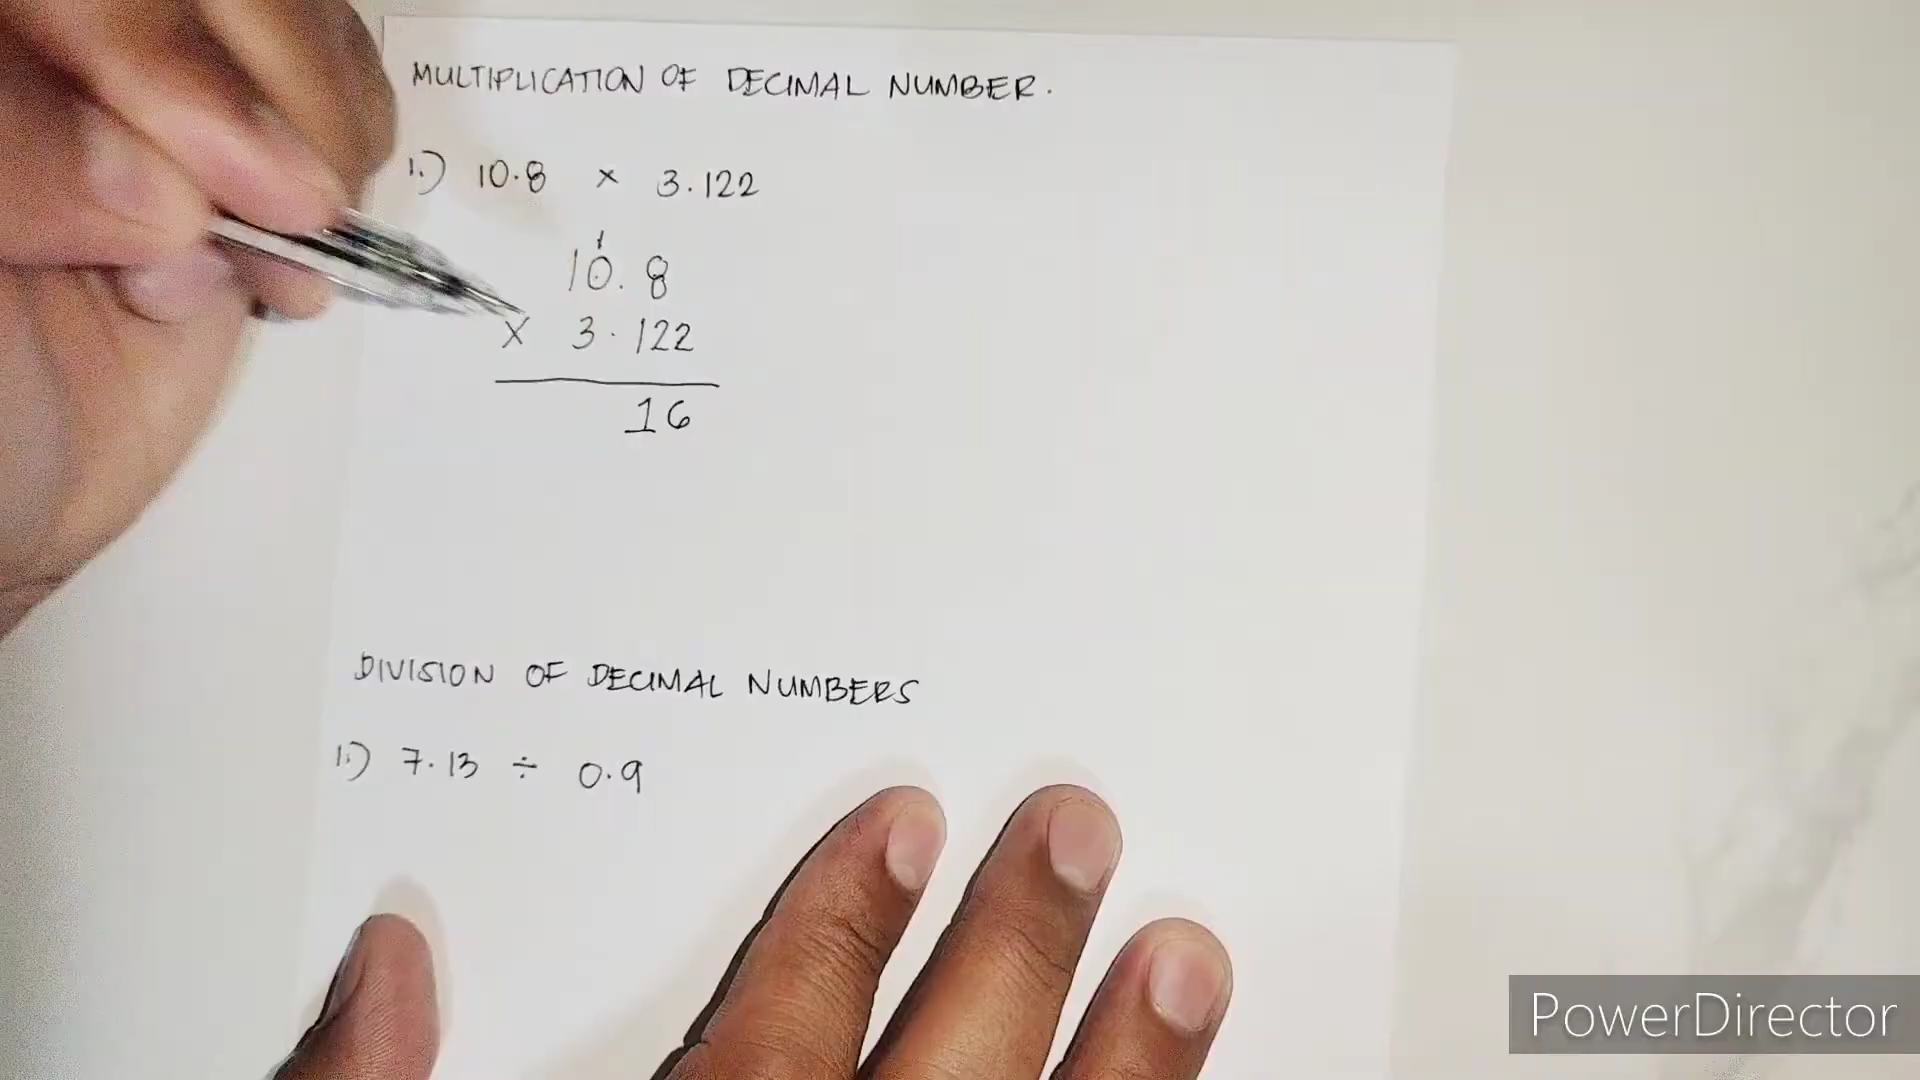 MULTIPLICATION OF DECIMAL NUMBER.
1.) 10.8 × 3.122
1
10.8
× 3.122
16
DIVISION OF DECIMAL NUMBERS
1.) 7.13 ÷ 0.9
PowerDirector